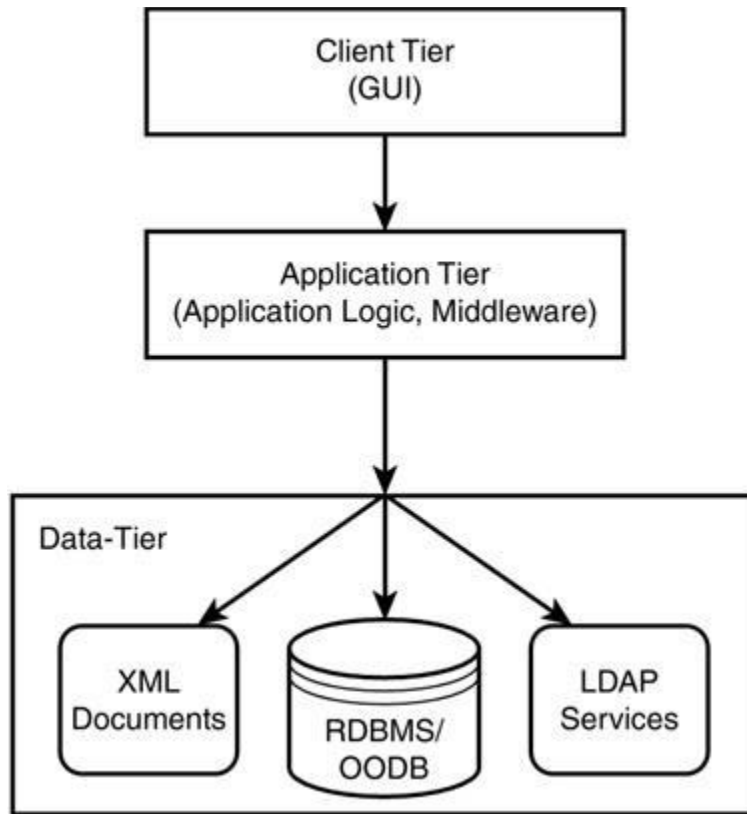 Client Tier
(GUI)
Application Tier
(Application Logic, Middleware)
Data-Tier
XML
Documents
RDBMS/
OODB
LDAP
Services